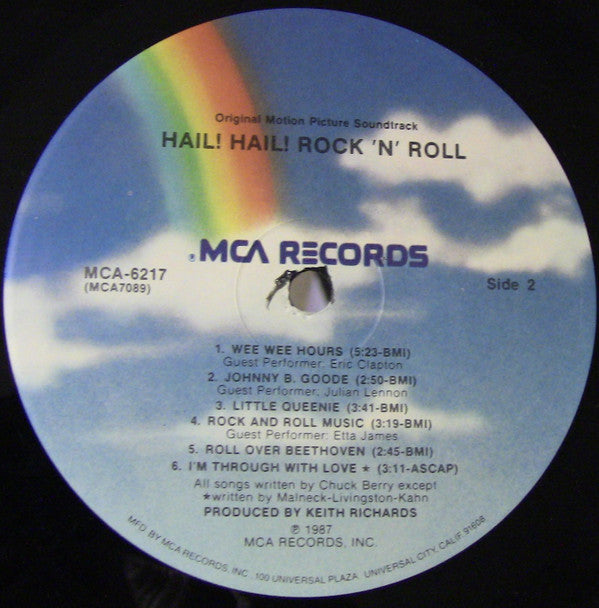 Original Motion Picture Soundtrack
HAIL! HAIL! ROCK 'N' ROLL
®MCA RECORDS
MCA-6217
(MCA7089)
Side 2
1. WEE WEE HOURS (5:23-BMI)
Guest Performer: Eric Clapton
2. JOHNNY B. GOODE (2:50-BMI)
Guest Performer: Julian Lennon
3. LITTLE QUEENIE (3:41-BMI)
4. ROCK AND ROLL MUSIC (3:19-BMI)
Guest Performer: Etta James
5. ROLL OVER BEETHOVEN (2:45-BMI)
6. I'M THROUGH WITH LOVE ★ (3:11-ASCAP)
All songs written by Chuck Berry except
★written by Malneck-Livingston-Kahn
PRODUCED BY KEITH RICHARDS
℗ 1987
MCA RECORDS, INC.
MFD. BY MCA RECORDS, INC., 100 UNIVERSAL PLAZA, UNIVERSAL CITY, CALIF. 91608